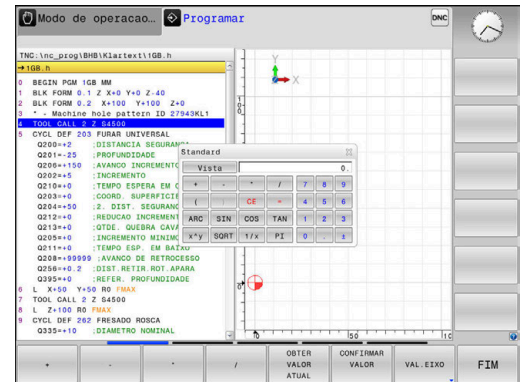 Modo de operacao... Programar DNC
TNC:\nc_prog\BHB\Klartext\1GB.h
→1GB.h
0 BEGIN PGM 1GB MM
1 BLK FORM 0.1 Z X+0 Y+0 Z-40
2 BLK FORM 0.2 X+100 Y+100 Z+0
3 * - Machine hole pattern ID 27943KL1
4 TOOL CALL 2 Z S4500
5 CYCL DEF 203 FURAR UNIVERSAL
Q200=+2 ;DISTANCIA SEGURANCA
Q201=-25 ;PROFUNDIDADE
Q206=+150 ;AVANCO INCREMENTO
Q202=+5 ;INCREMENTO
Q210=+0 ;TEMPO ESPERA EM C
Q203=+0 ;COORD. SUPERFICIE
Q204=+50 ;2. DIST. SEGURANC
Q212=+0 ;REDUCAO INCREMENT
Q213=+0 ;QTDE. QUEBRA CAVA
Q205=+0 ;INCREMENTO MINIMO
Q211=+0 ;TEMPO ESP. EM BAIXO
Q208=+99999 ;AVANCO DE RETROCESSO
Q256=+0.2 ;DIST.RETIR.ROT.APARA
Q395=+0 ;REFER. PROFUNDIDADE
6 L X+50 Y+50 R0 FMAX
7 TOOL CALL 2 Z S4500
8 L Z+100 R0 FMAX
9 CYCL DEF 262 FRESADO ROSCA
Q335=+10 ;DIAMETRO NOMINAL
Y
X
Standard
Vista 0.
+ - * / 7 8 9
( ) CE = 4 5 6
ARC SIN COS TAN 1 2 3
x^y SQRT 1/x PI 0 . ±
0 50
+ - * / OBTER VALOR ATUAL CONFIRMAR VALOR VAL.EIXO FIM